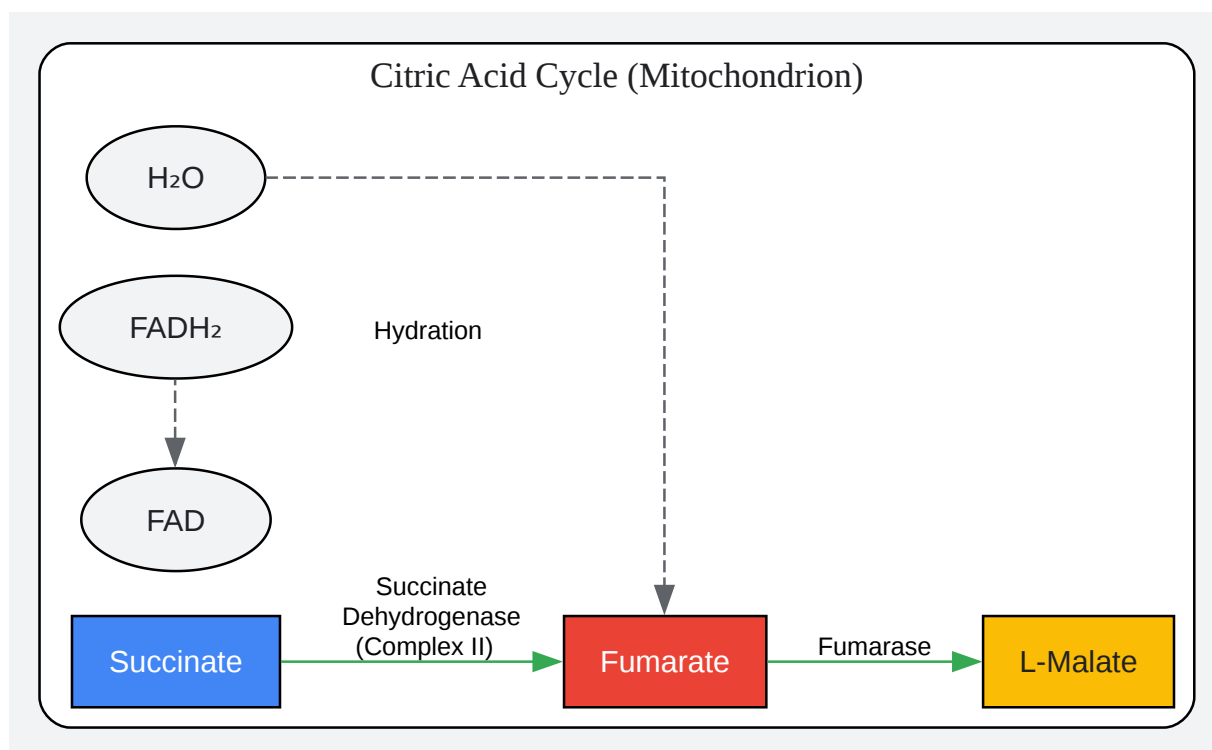 Citric Acid Cycle (Mitochondrion)
H₂O
FADH₂
Hydration
FAD
Succinate
Dehydrogenase
(Complex II)
Succinate
Fumarate
Fumarase
L-Malate